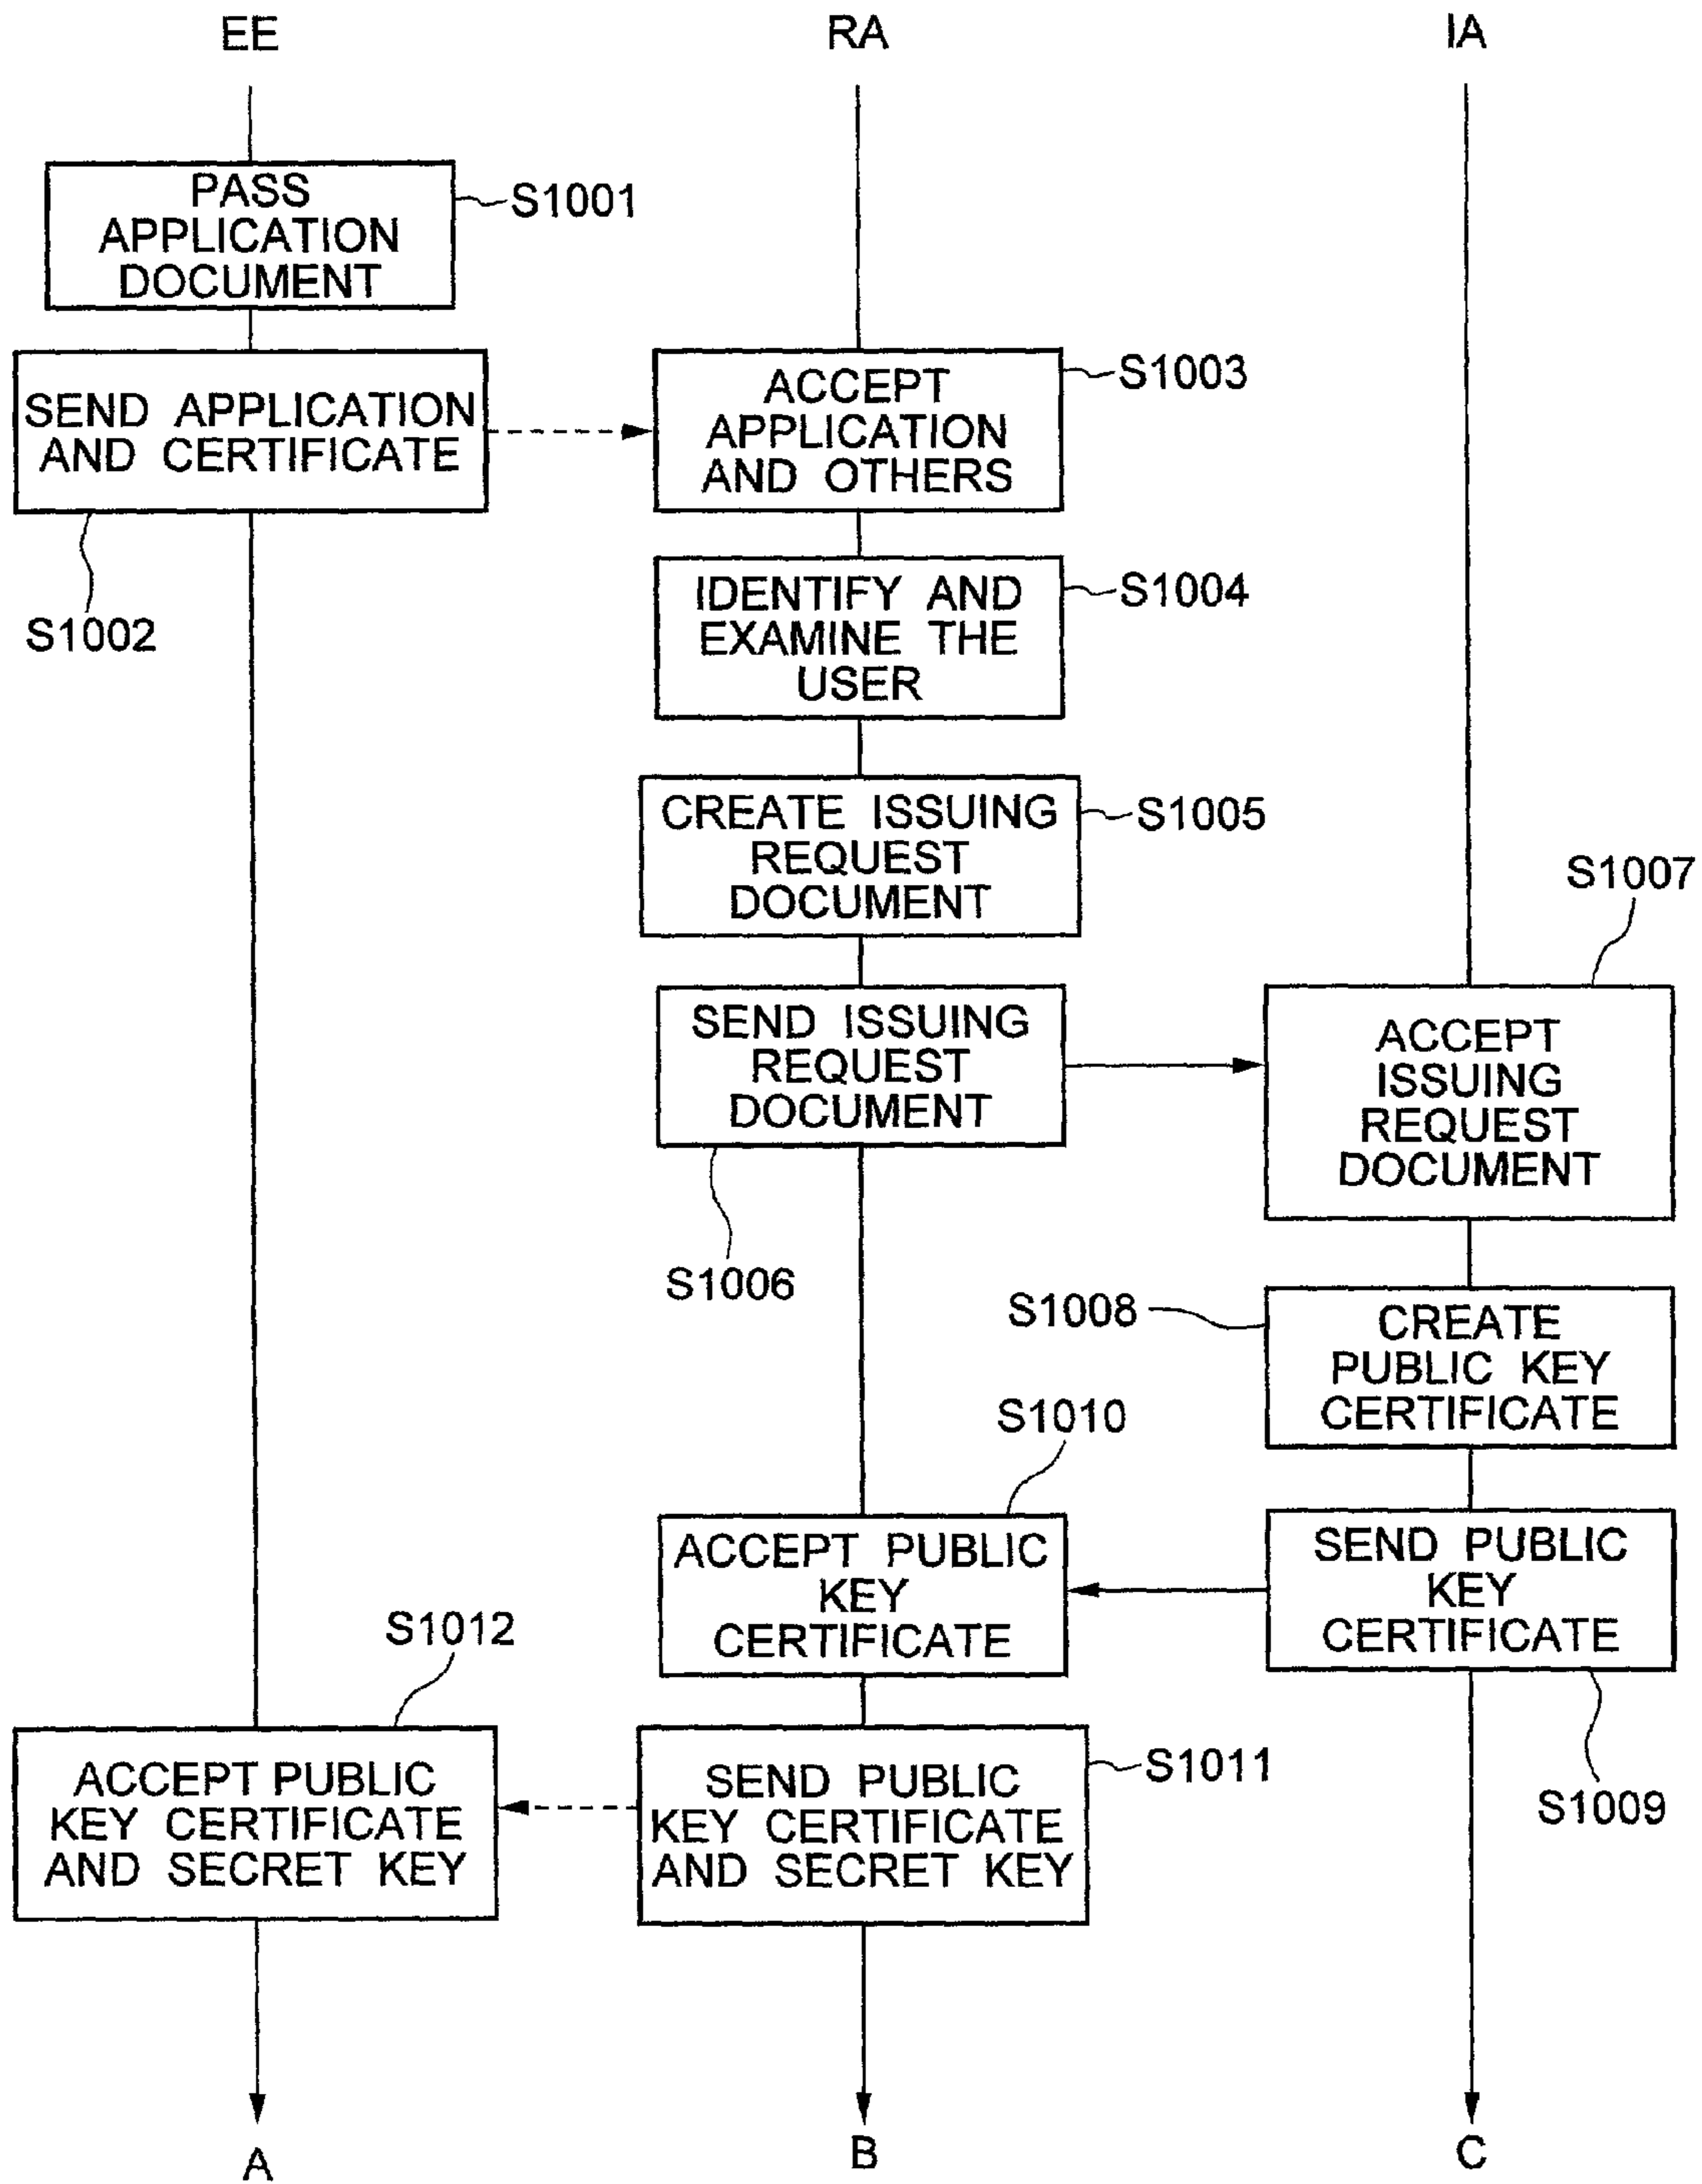 EE
RA
IA
PASS
APPLICATION
DOCUMENT
S1001
SEND APPLICATION
AND CERTIFICATE
S1002
ACCEPT
APPLICATION
AND OTHERS
S1003
IDENTIFY AND
EXAMINE THE
USER
S1004
CREATE ISSUING
REQUEST
DOCUMENT
S1005
SEND ISSUING
REQUEST
DOCUMENT
S1006
S1007
ACCEPT
ISSUING
REQUEST
DOCUMENT
S1008
CREATE
PUBLIC KEY
CERTIFICATE
SEND PUBLIC
KEY
CERTIFICATE
S1009
S1010
ACCEPT PUBLIC
KEY
CERTIFICATE
SEND PUBLIC
KEY CERTIFICATE
AND SECRET KEY
S1011
S1012
ACCEPT PUBLIC
KEY CERTIFICATE
AND SECRET KEY
A
B
C